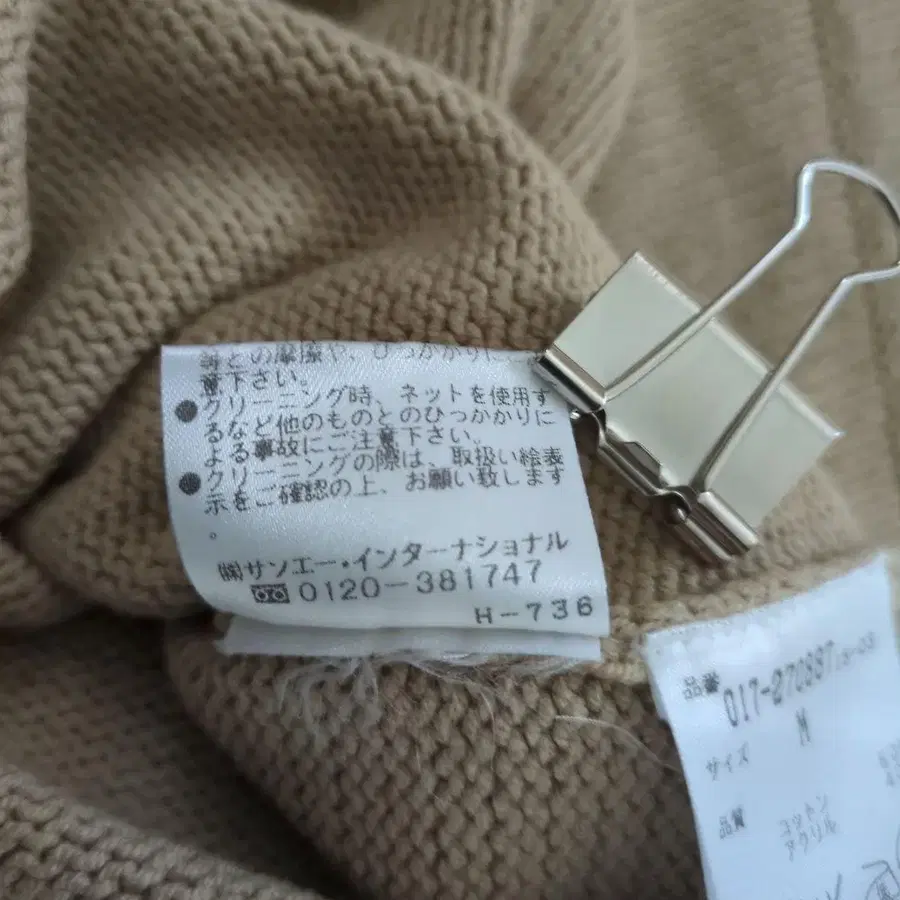 等との摩擦や、ひっかかりに
意下さい。
●クリーニング時、ネットを使用す
るなど他のものとのひっかかりに
よる事故にご注意下さい。
●クリーニングの際は、取扱い絵表
示をご確認の上、お願い致します
。
㈱サンエー・インターナショナル
0120-381747
H-736
品番 017-270887
サイズ M
品質 コットン
アクリル